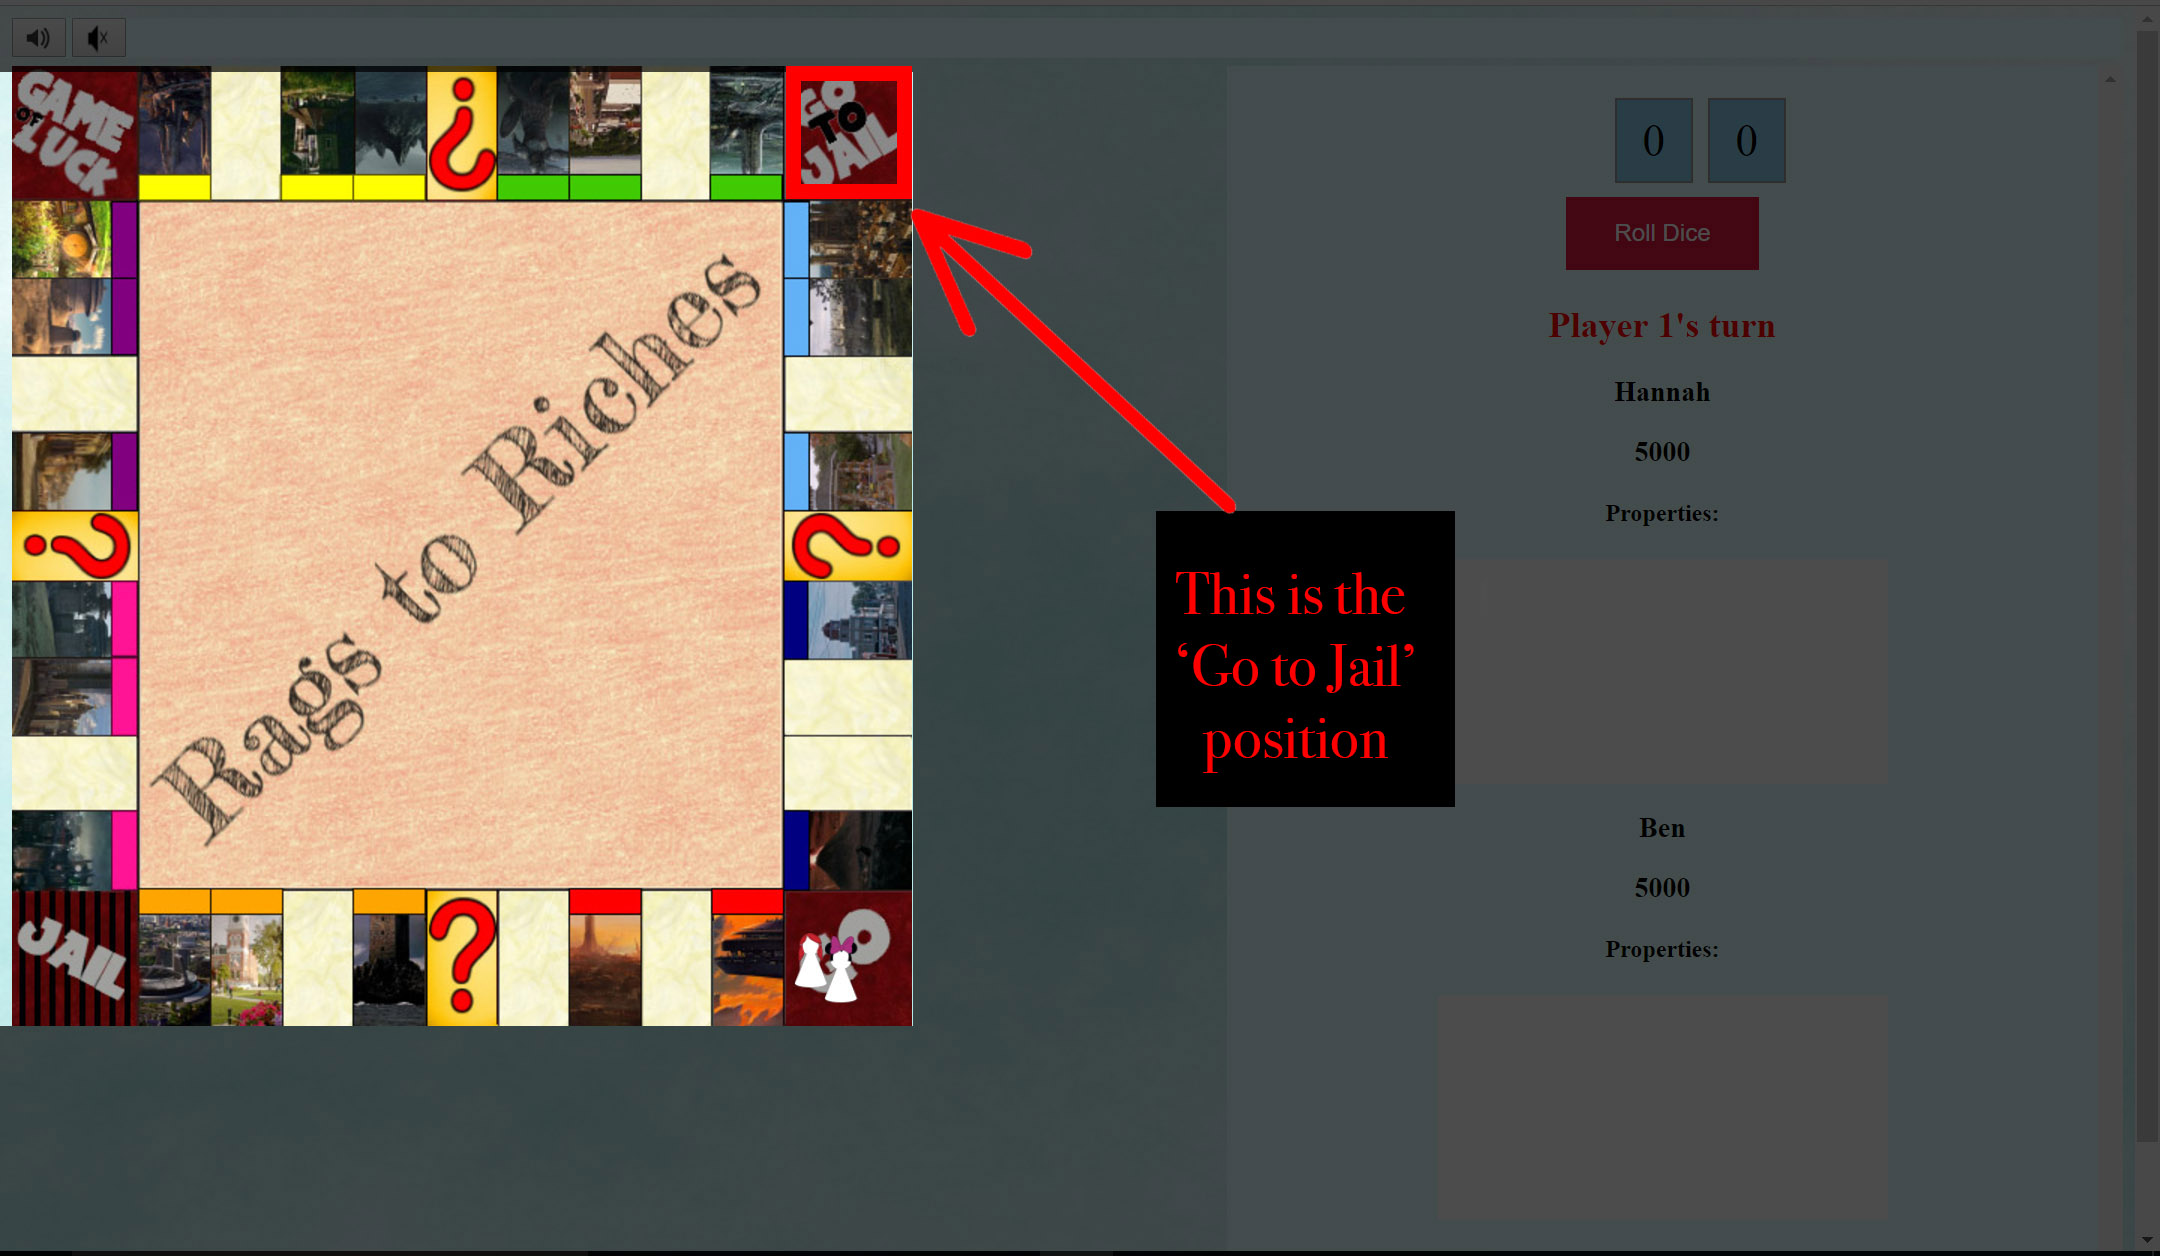 GAME
OF
LUCK
GO
TO
JAIL
0 0
Roll Dice
Player 1's turn
Hannah
5000
Properties:
Rags to Riches
This is the
‘Go to Jail’
position
Ben
5000
Properties:
JAIL